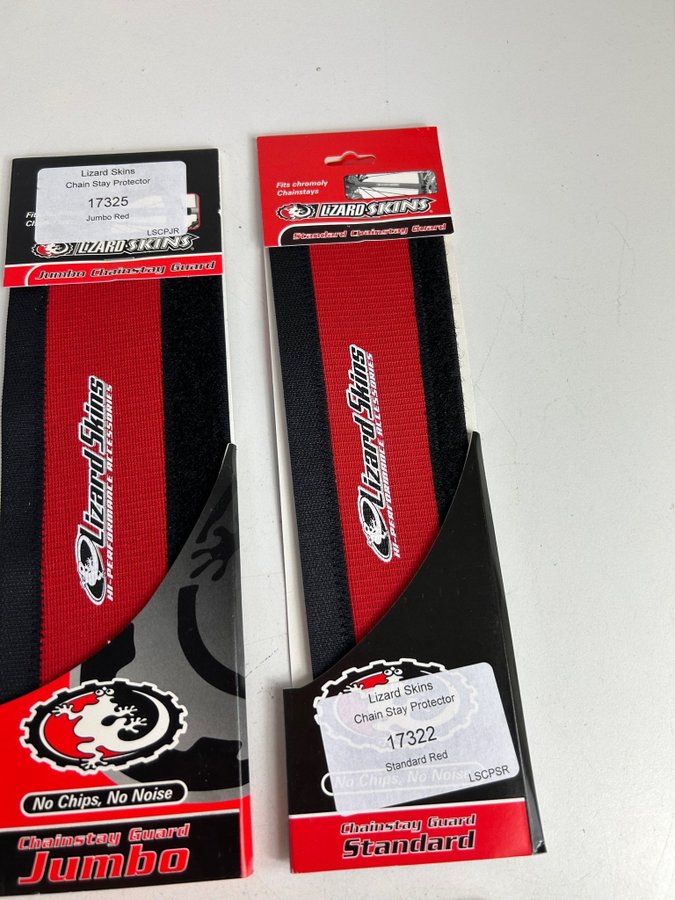 Lizard Skins
Chain Stay Protector
17325
Jumbo Red
LSCPJR
LIZARD SKINS
Jumbo Chainstay Guard
Lizard Skins
HI-PERFORMANCE ACCESSORIES
No Chips, No Noise
Chainstay Guard
Jumbo
Fits chromoly
Chainstays
LIZARD SKINS
Standard Chainstay Guard
Lizard Skins
HI-PERFORMANCE ACCESSORIES
Lizard Skins
Chain Stay Protector
17322
Standard Red
LSCPSR
No Chips, No Noise
Chainstay Guard
Standard